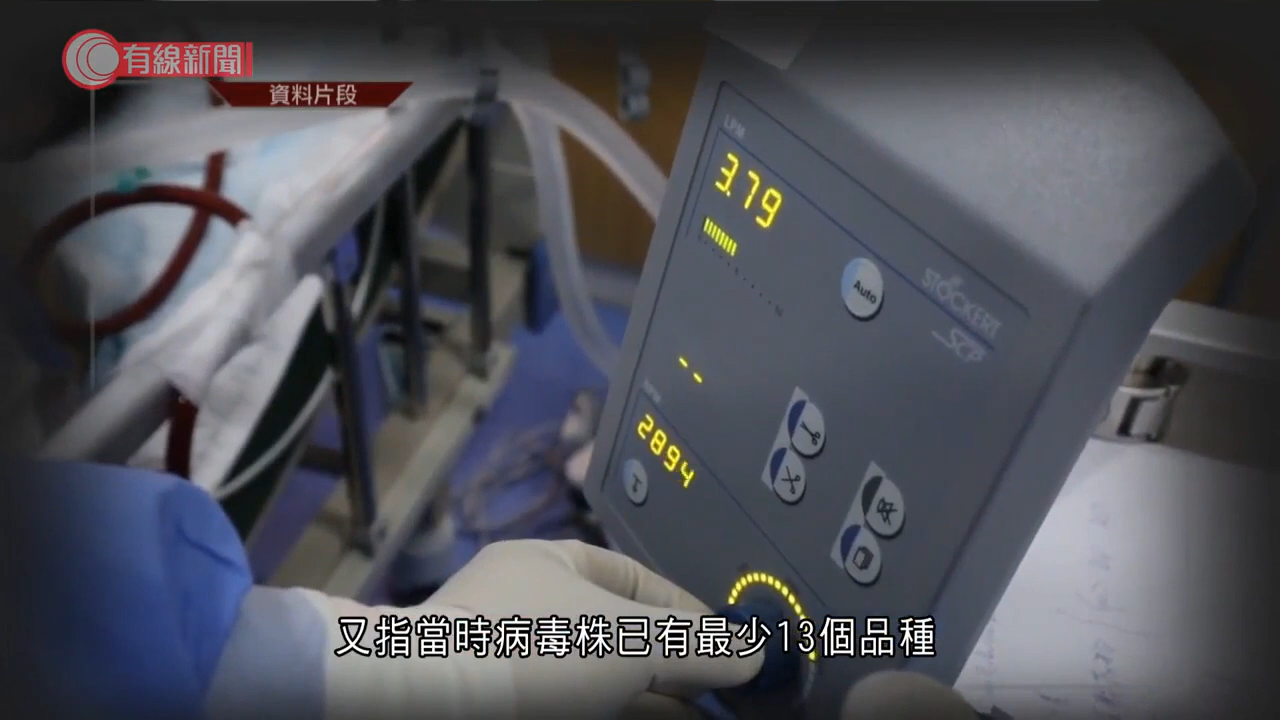 有線新聞
資料片段
LPM
3.79
Auto
STÖCKERT
SCP
--
RPM
2894
又指當時病毒株已有最少13個品種